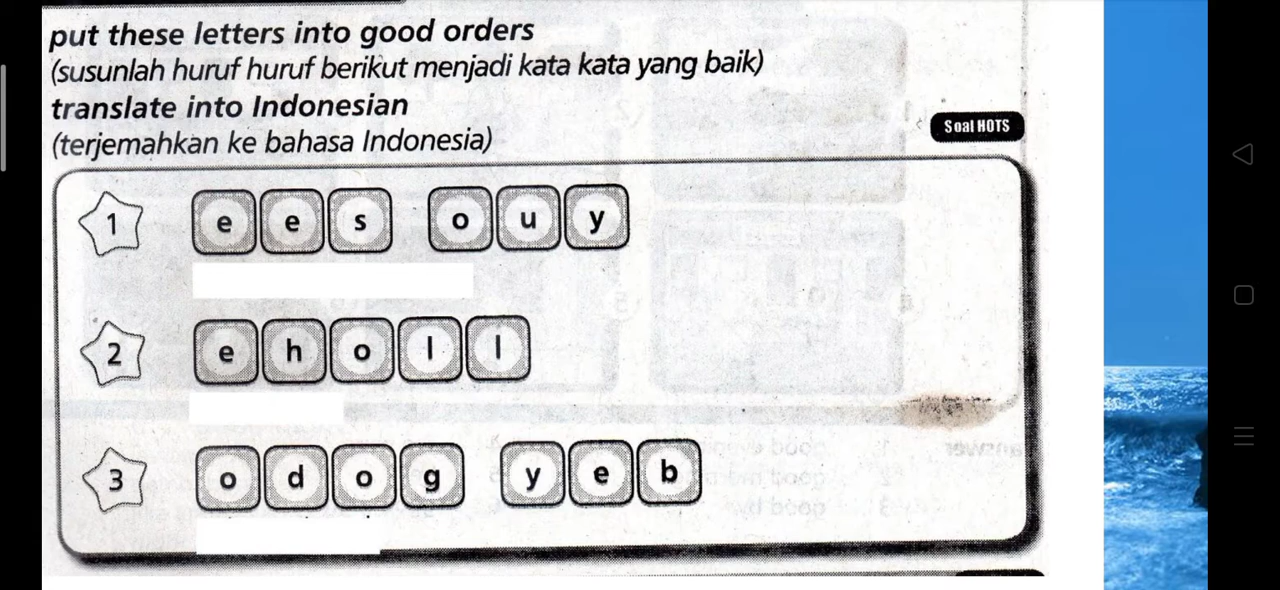 put these letters into good orders
(susunlah huruf huruf berikut menjadi kata kata yang baik)
translate into Indonesian
(terjemahkan ke bahasa Indonesia)
Soal HOTS
1 e e s o u y
2 e h o l l
3 o d o g y e b